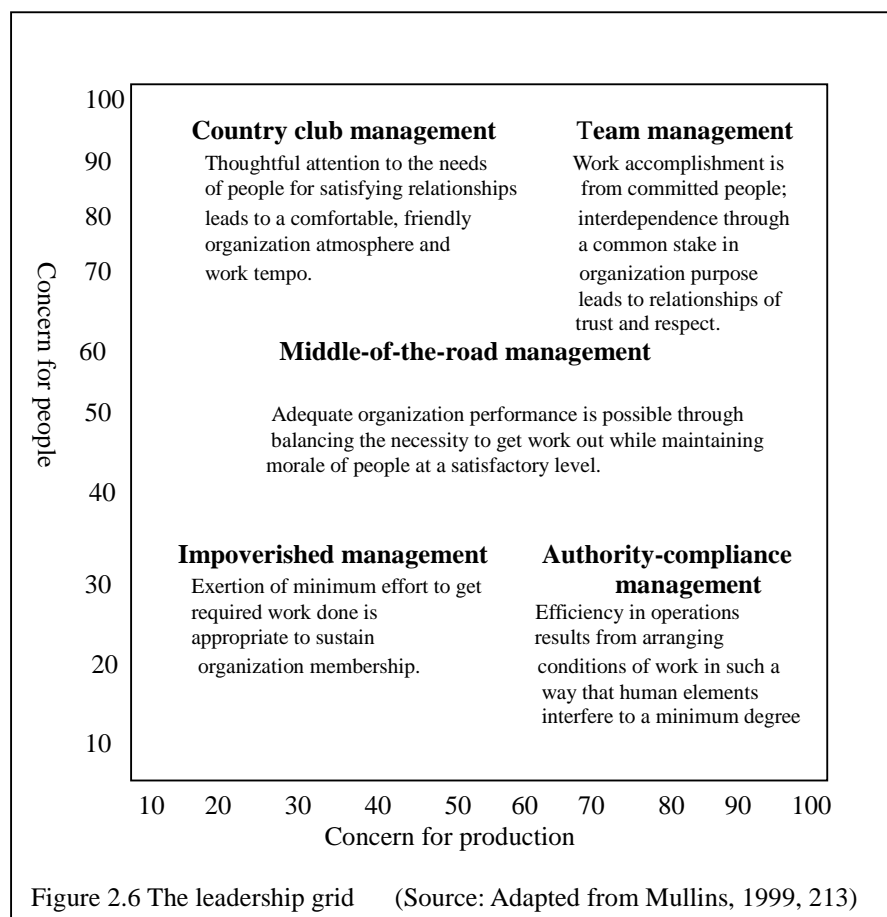 100
90
80
70
60
50
40
30
20
10
Concern for people
Country club management
Thoughtful attention to the needs
of people for satisfying relationships
leads to a comfortable, friendly
organization atmosphere and
work tempo.
Team management
Work accomplishment is
from committed people;
interdependence through
a common stake in
organization purpose
leads to relationships of
trust and respect.
Middle-of-the-road management
Adequate organization performance is possible through
balancing the necessity to get work out while maintaining
morale of people at a satisfactory level.
Impoverished management
Exertion of minimum effort to get
required work done is
appropriate to sustain
organization membership.
Authority-compliance
management
Efficiency in operations
results from arranging
conditions of work in such a
way that human elements
interfere to a minimum degree
10 20 30 40 50 60 70 80 90 100
Concern for production
Figure 2.6 The leadership grid (Source: Adapted from Mullins, 1999, 213)